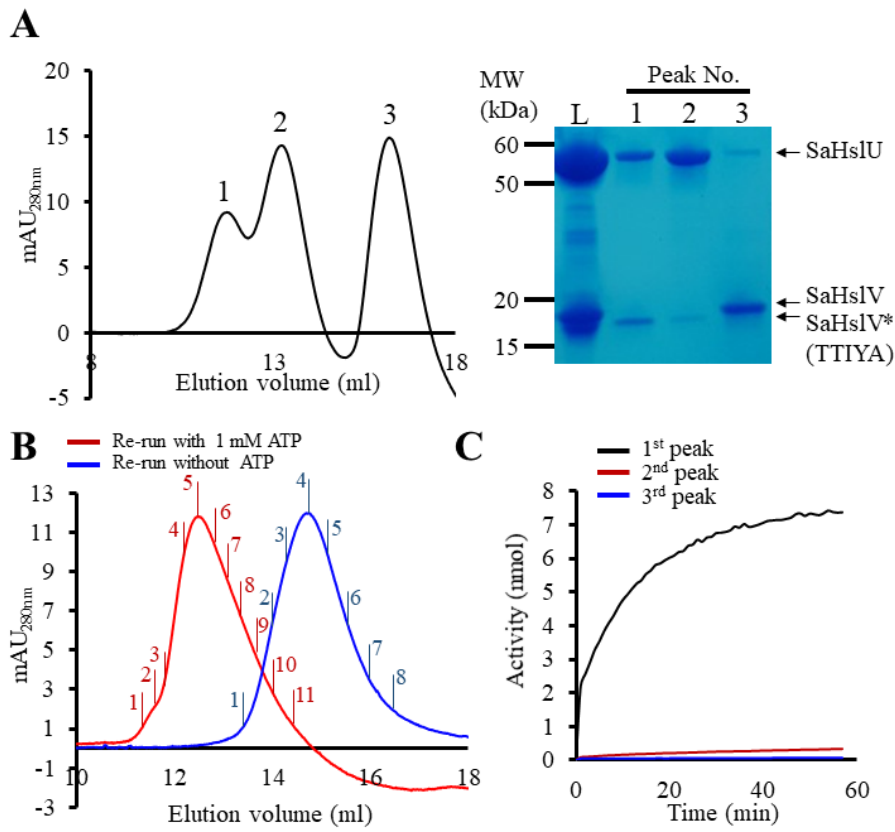 A
20
15
10
5
0
-5
8
13
18
mAU280nm
Elution volume (ml)
1
2
3
MW
(kDa)
Peak No.
L
1
2
3
60
50
20
15
SaHslU
SaHslV
SaHslV*
(TTIYA)
B
Re-run with 1 mM ATP
Re-run without ATP
13
11
9
7
5
3
1
-1
-3
10
12
14
16
18
mAU280nm
Elution volume (ml)
1
2
3
4
5
6
7
8
9
10
11
1
2
3
4
5
6
7
8
C
1st peak
2nd peak
3rd peak
8
7
6
5
4
3
2
1
0
0
20
40
60
Activity (nmol)
Time (min)